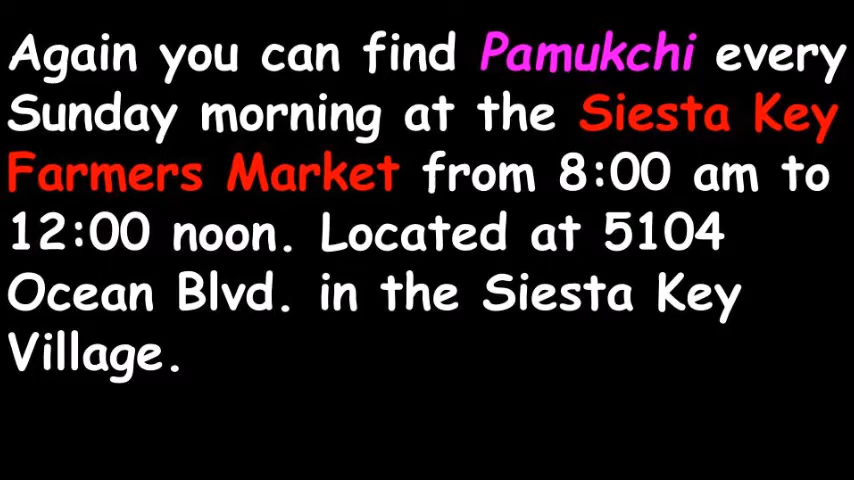 Again you can find Pamukchi every
Sunday morning at the Siesta Key
Farmers Market from 8:00 am to
12:00 noon. Located at 5104
Ocean Blvd. in the Siesta Key
Village.